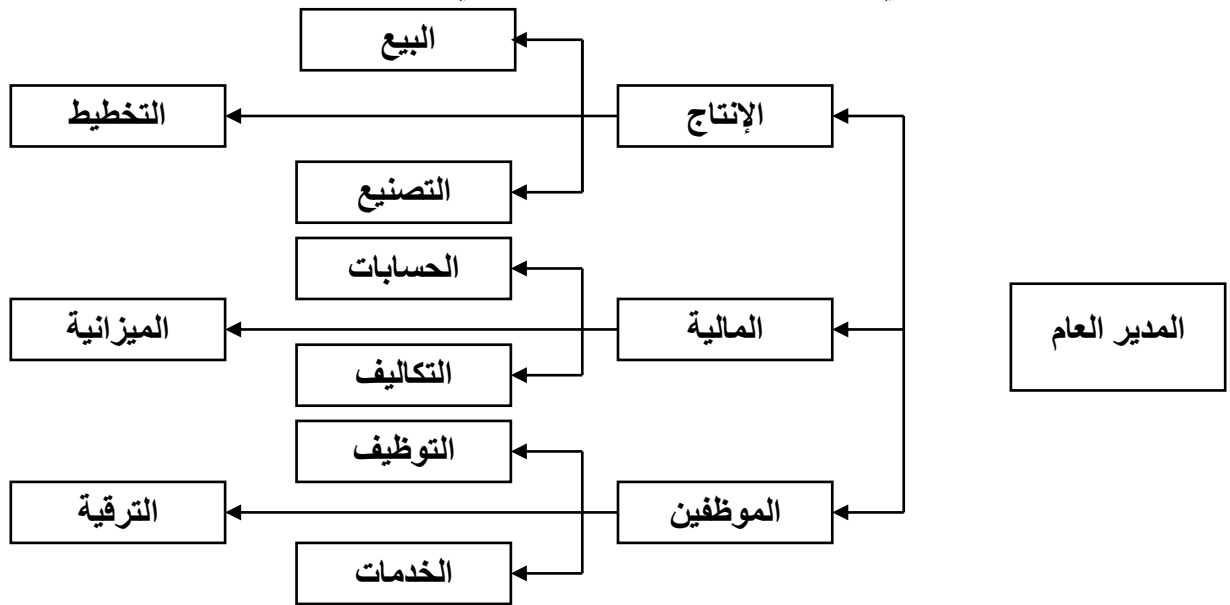 المدير العام
الإنتاج
البيع
التخطيط
التصنيع
المالية
الحسابات
الميزانية
التكاليف
الموظفين
التوظيف
الترقية
الخدمات